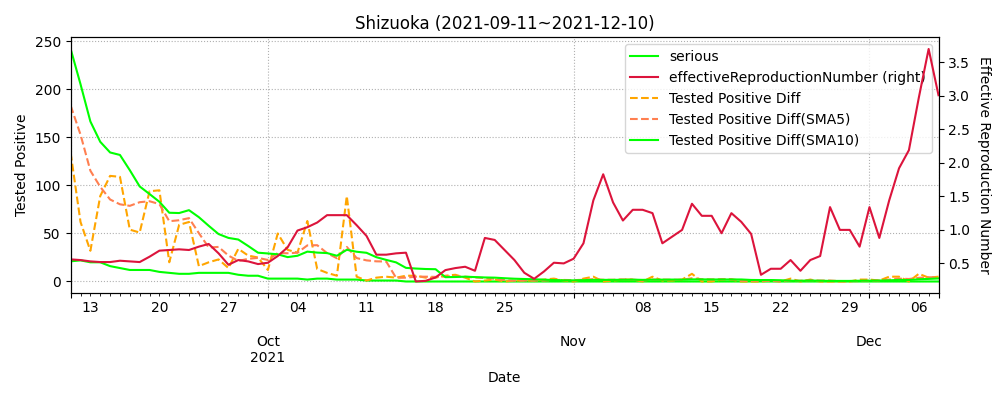 Shizuoka (2021-09-11~2021-12-10)
250
200
150
100
50
0
Tested Positive
3.5
3.0
2.5
2.0
1.5
1.0
0.5
Effective Reproduction Number
serious
effectiveReproductionNumber (right)
Tested Positive Diff
Tested Positive Diff(SMA5)
Tested Positive Diff(SMA10)
13 20 27 04 11 18 25 08 15 22 29 06
Oct Nov Dec
2021
Date